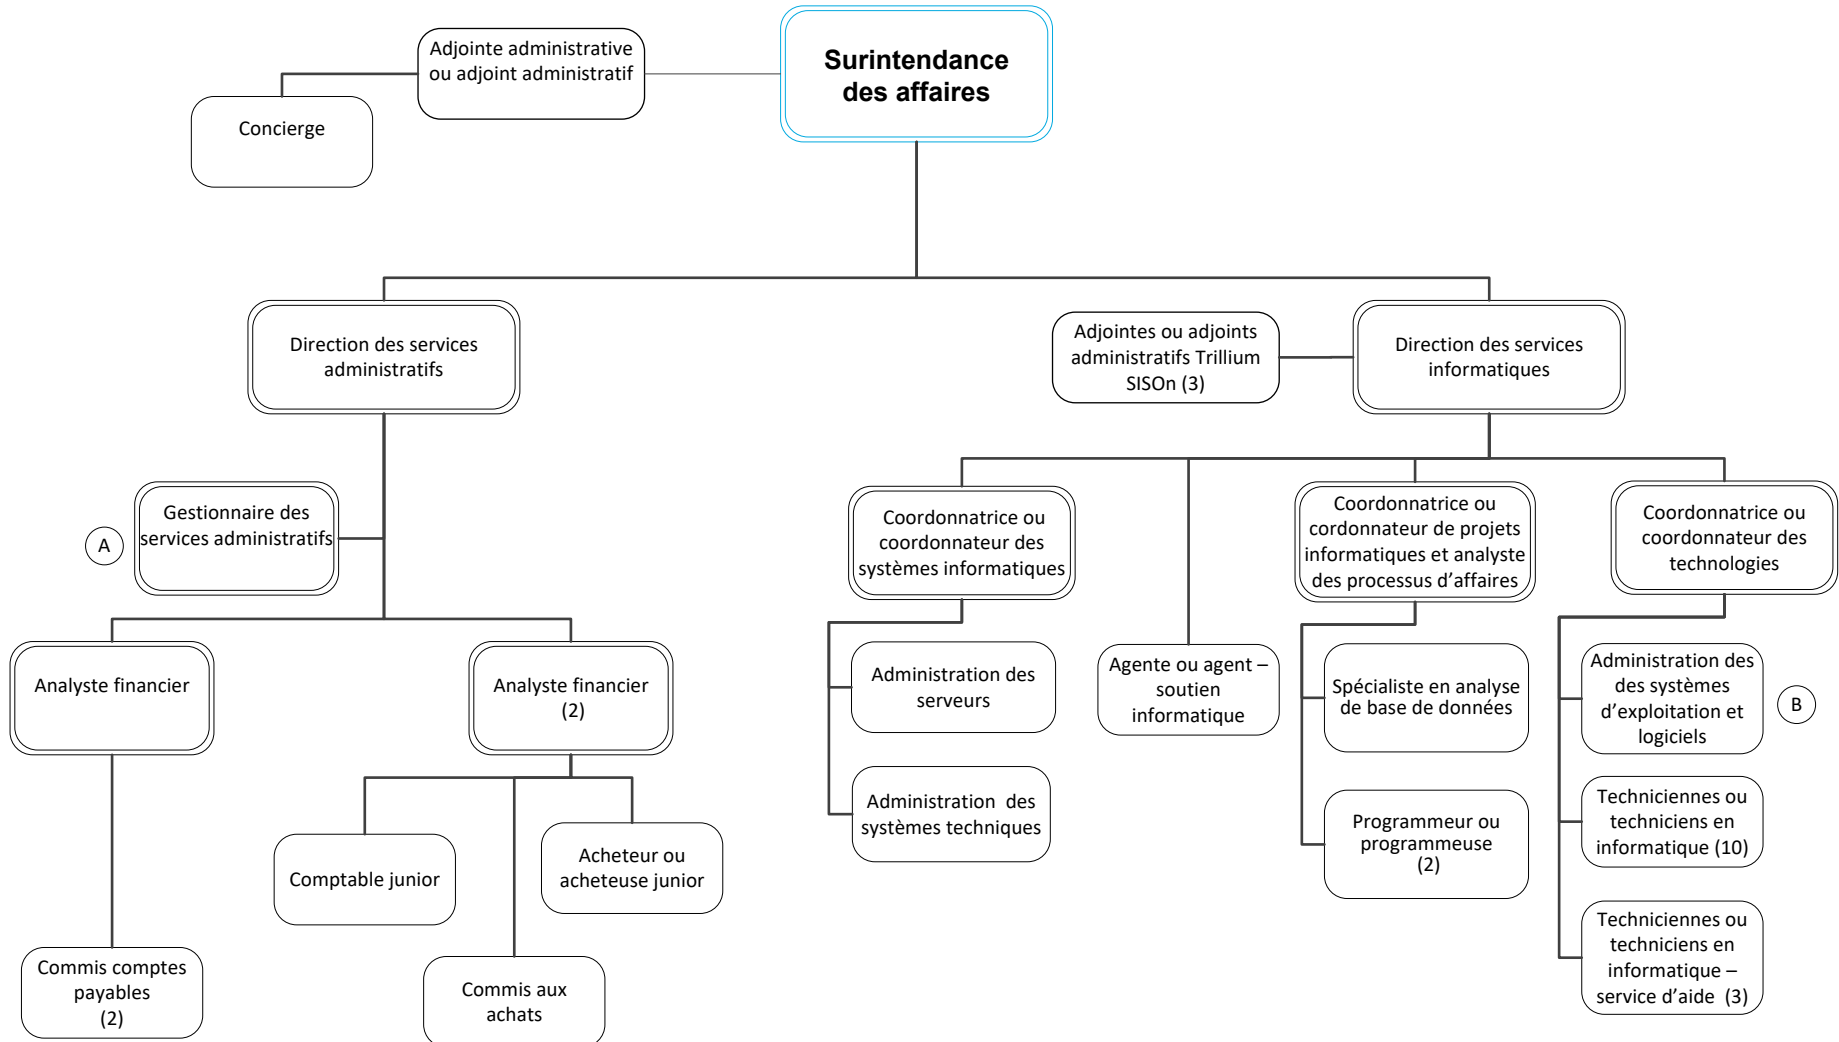 Adjointe administrative
ou adjoint administratif
Surintendance
des affaires
Concierge
Direction des services
administratifs
Adjointes ou adjoints
administratifs Trillium
SISOn (3)
Direction des services
informatiques
A
Gestionnaire des
services administratifs
Coordonnatrice ou
coordonnateur des
systèmes informatiques
Coordonnatrice ou
cordonnateur de projets
informatiques et analyste
des processus d’affaires
Coordonnatrice ou
coordonnateur des
technologies
Analyste financier
Analyste financier
(2)
Administration des
serveurs
Agente ou agent –
soutien
informatique
Spécialiste en analyse
de base de données
Administration des
des systèmes
d’exploitation et
logiciels
B
Comptable junior
Acheteur ou
acheteuse junior
Administration  des
systèmes techniques
Programmeur ou
programmeuse
(2)
Techniciennes ou
techniciens en
informatique (10)
Commis comptes
payables
(2)
Commis aux
achats
Techniciennes ou
techniciens en
informatique –
service d’aide  (3)